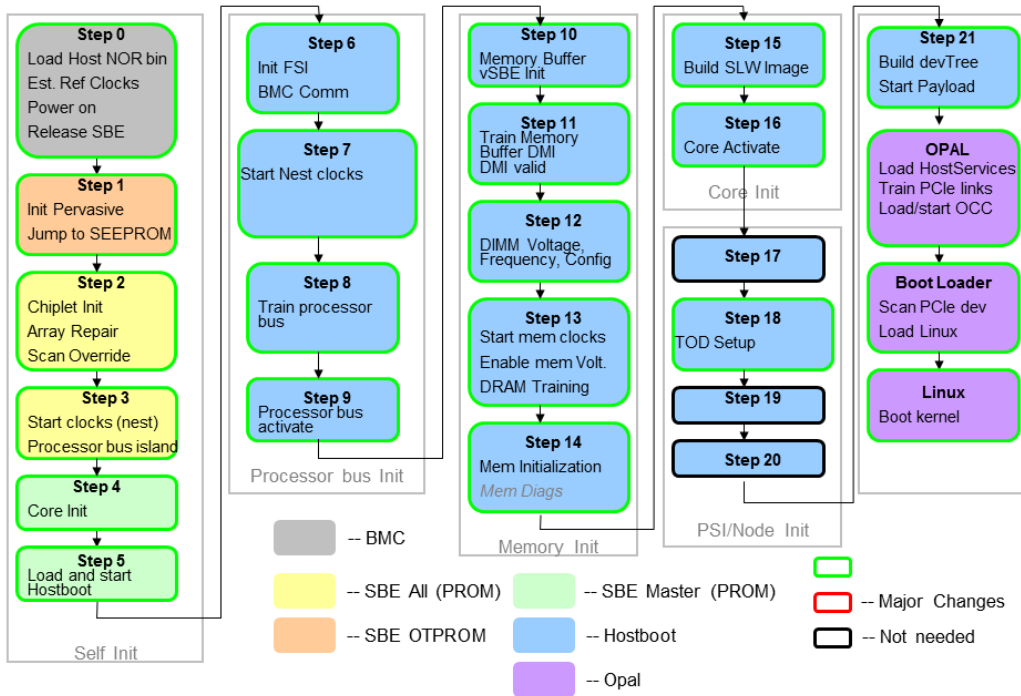 Step 0
Load Host NOR bin
Est. Ref Clocks
Power on
Release SBE
Step 1
Init Pervasive
Jump to SEEPROM
Step 2
Chiplet Init
Array Repair
Scan Override
Step 3
Start clocks (nest)
Processor bus island
Step 4
Core Init
Step 5
Load and start
Hostboot
Self Init
Step 6
Init FSI
BMC Comm
Step 7
Start Nest clocks
Step 8
Train processor
bus
Step 9
Processor bus
activate
Processor bus Init
Step 10
Memory Buffer
vSBE Init
Step 11
Train Memory
Buffer DMI
DMI valid
Step 12
DIMM Voltage,
Frequency, Config
Step 13
Start mem clocks
Enable mem Volt.
DRAM Training
Step 14
Mem Initialization
Mem Diags
Memory Init
Step 15
Build SLW Image
Step 16
Core Activate
Core Init
Step 17
Step 18
TOD Setup
Step 19
Step 20
PSI/Node Init
Step 21
Build devTree
Start Payload
OPAL
Load HostServices
Train PCIe links
Load/start OCC
Boot Loader
Scan PCIe dev
Load Linux
Linux
Boot kernel
-- BMC
-- SBE All (PROM)
-- SBE OTPROM
-- SBE Master (PROM)
-- Hostboot
-- Opal
-- Major Changes
-- Not needed